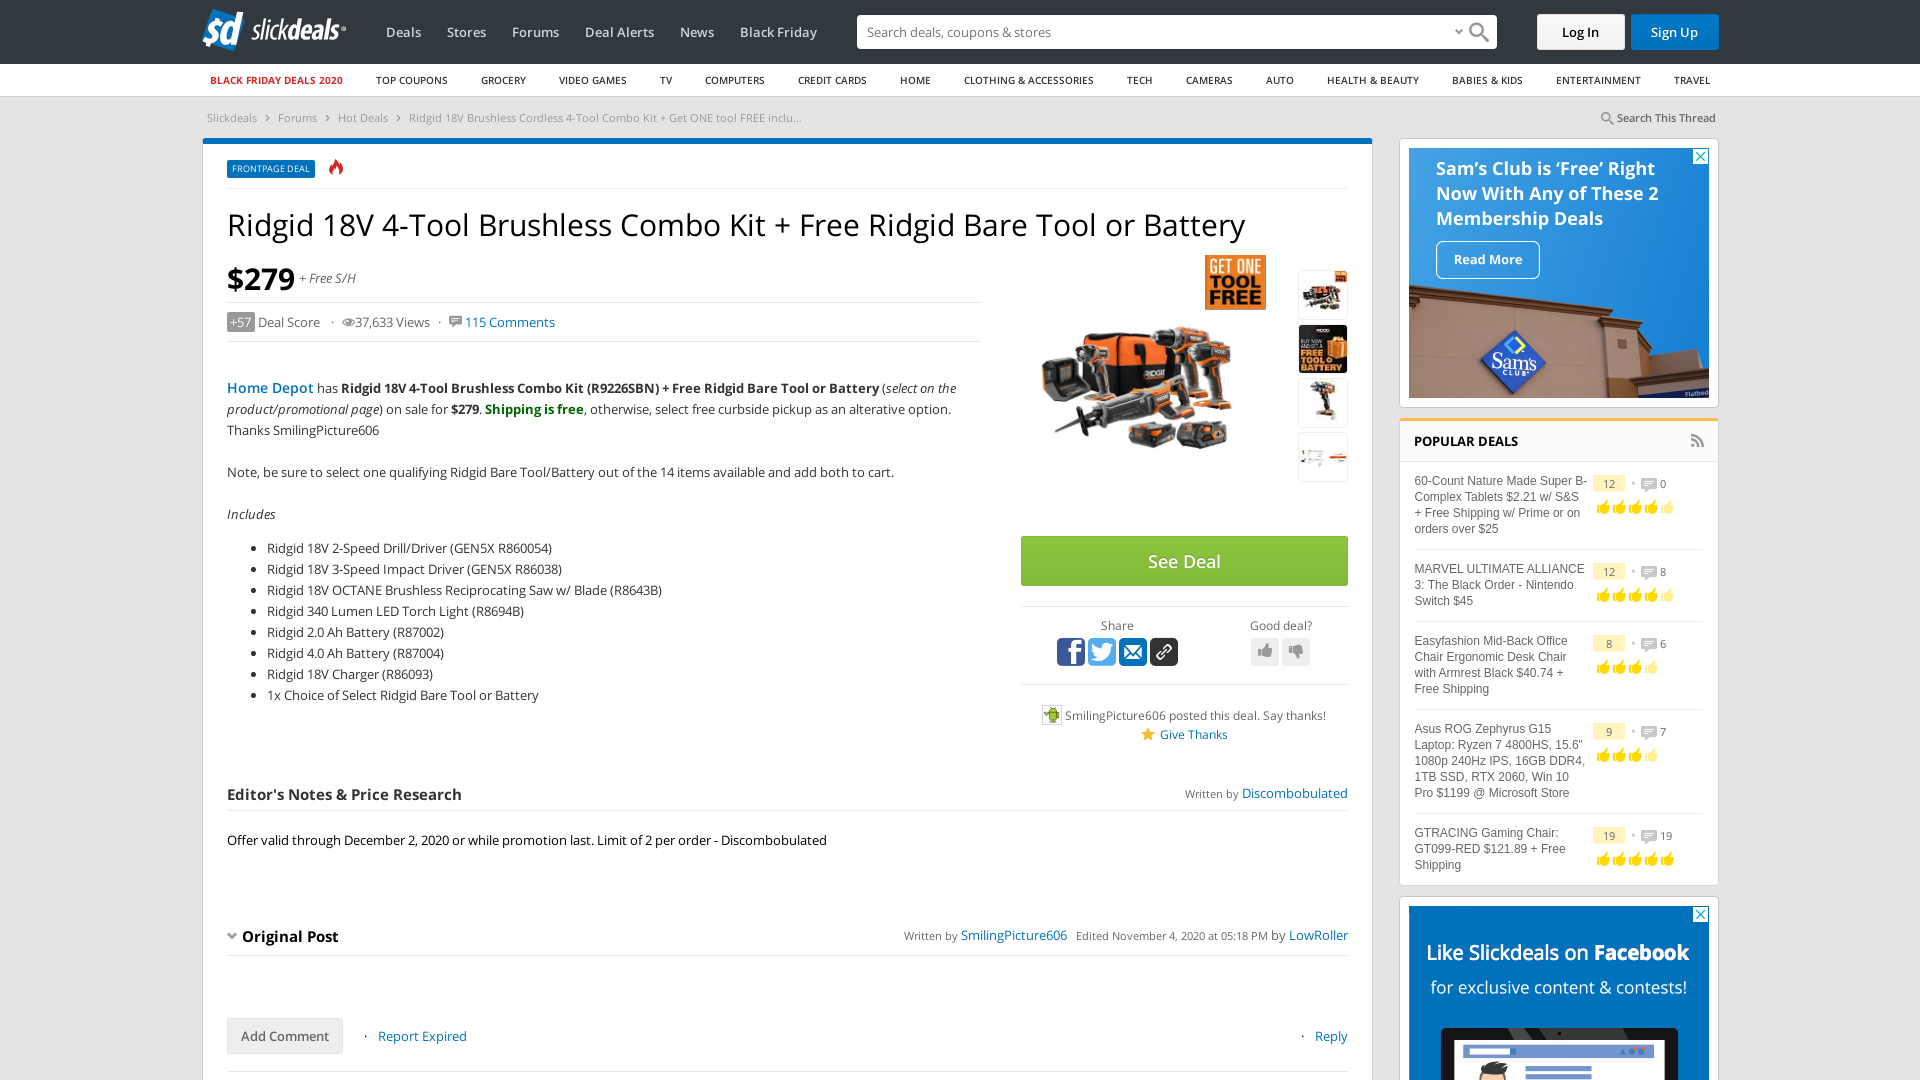 slickdeals
Deals
Stores
Forums
Deal Alerts
News
Black Friday
Search deals, coupons & shops
Log In
Sign Up
BLACK FRIDAY DEALS 2020
TOP COUPONS
GROCERY
VIDEO GAMES
TV
COMPUTERS
CREDIT CARDS
HOME
CLOTHING & ACCESSORIES
TECH
CAMERAS
AUTO
HEALTH & BEAUTY
BABIES & KIDS
ENTERTAINMENT
TRAVEL
Slickdeals > Forums > Hot Deals > Ridgid 18V Brushless Cordless 4-Tool Combo Kit + Get ONE tool FREE inclu...
Search This Thread
FRONTPAGE DEAL
Ridgid 18V 4-Tool Brushless Combo Kit + Free Ridgid Bare Tool or Battery
$279 + Free S/H
+57 Deal Score · 37,633 Views · 115 Comments
GET ONE
TOOL
FREE
Home Depot has Ridgid 18V 4-Tool Brushless Combo Kit (R9226SBN) + Free Ridgid Bare Tool or Battery (select on the
product/promotional page) on sale for $279. Shipping is free, otherwise, select free curbside pickup as an alterative option.
Thanks SmilingPicture606
Note, be sure to select one qualifying Ridgid Bare Tool/Battery out of the 14 items available and add both to cart.
Includes
Ridgid 18V 2-Speed Drill/Driver (GEN5X R860054)
Ridgid 18V 3-Speed Impact Driver (GEN5X R86038)
Ridgid 18V OCTANE Brushless Reciprocating Saw w/ Blade (R8643B)
Ridgid 340 Lumen LED Torch Light (R8694B)
Ridgid 2.0 Ah Battery (R87002)
Ridgid 4.0 Ah Battery (R87004)
Ridgid 18V Charger (R86093)
1x Choice of Select Ridgid Bare Tool or Battery
RIDGID
FREE
TOOL
BATTERY
See Deal
Share
Good deal?
SmilingPicture606 posted this deal. Say thanks!
Give Thanks
Editor's Notes & Price Research
Written by Discombobulated
Offer valid through December 2, 2020 or while promotion last. Limit of 2 per order - Discombobulated
Original Post
Written by SmilingPicture606 Edited November 4, 2020 at 05:18 PM by LowRoller
Add Comment
· Report Expired
· Reply
Sam's Club is 'Free' Right
Now With Any of These 2
Membership Deals
Read More
Sam's
CLUB
Flatbed
POPULAR DEALS
60-Count Nature Made Super B-
Complex Tablets $2.21 w/ S&S
+ Free Shipping w/ Prime or on
orders over $25
12 • 0
MARVEL ULTIMATE ALLIANCE
3: The Black Order - Nintendo
Switch $45
12 • 8
Easyfashion Mid-Back Office
Chair Ergonomic Desk Chair
with Armrest Black $40.74 +
Free Shipping
8 • 6
Asus ROG Zephyrus G15
Laptop: Ryzen 7 4800HS, 15.6"
1080p 240Hz IPS, 16GB DDR4,
1TB SSD, RTX 2060, Win 10
Pro $1199 @ Microsoft Store
9 • 7
GTRACING Gaming Chair:
GT099-RED $121.89 + Free
Shipping
19 • 19
Like Slickdeals on Facebook
for exclusive content & contests!